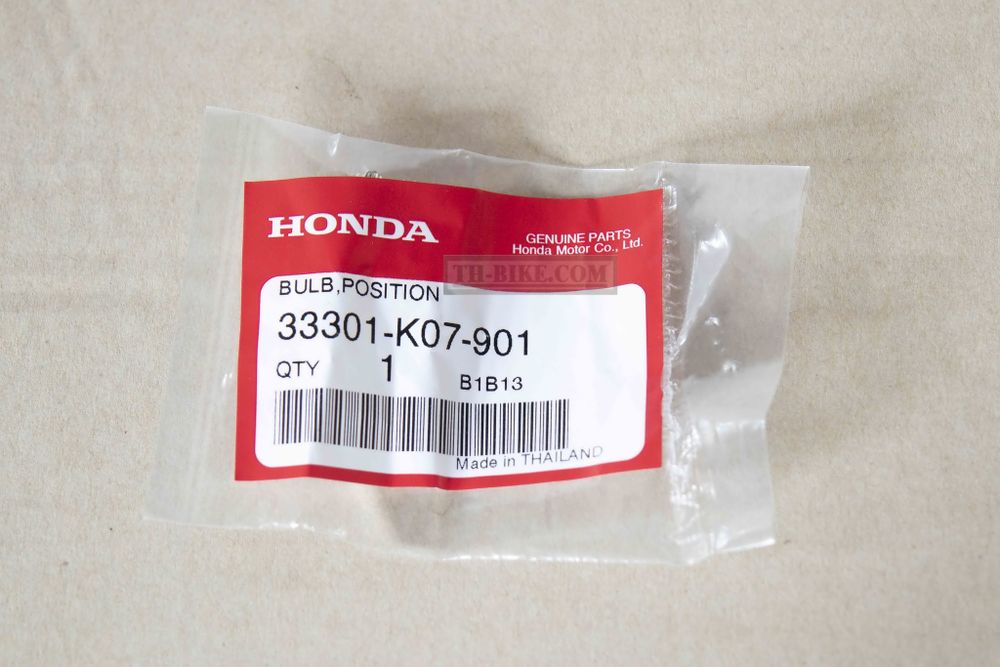 HONDA
GENUINE PARTS
Honda Motor Co., Ltd.
TH-BIKE.COM
BULB,POSITION
33301-K07-901
QTY 1 B1B13
Made in THAILAND